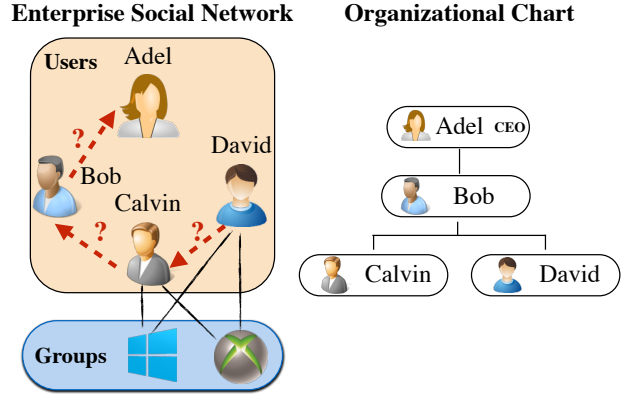 Enterprise Social Network
Organizational Chart
Users
Adel
?
David
Bob
Calvin
?
?
Groups
Adel CEO
Bob
Calvin
David